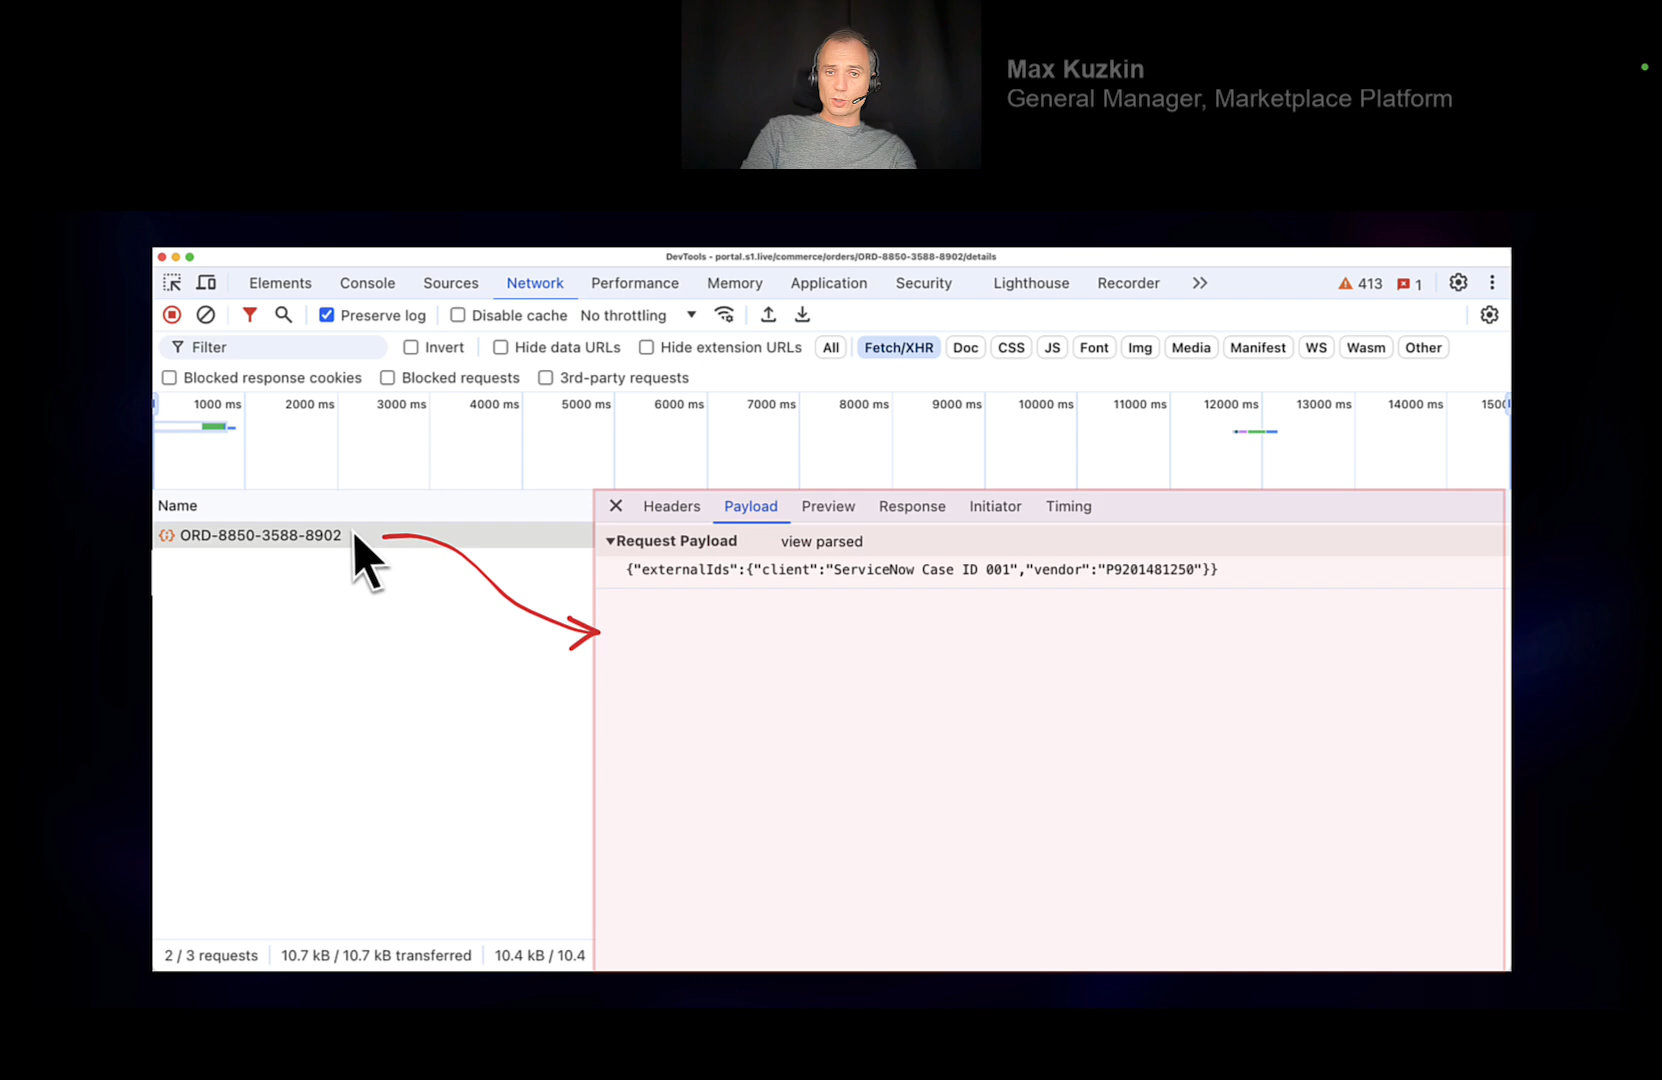 Max Kuzkin
General Manager, Marketplace Platform
DevTools - portal.s1.live/commerce/orders/ORD-8850-3588-8902/details
Elements Console Sources Network Performance Memory Application Security Lighthouse Recorder 413 1
Preserve log Disable cache No throttling
Filter Invert Hide data URLs Hide extension URLs All Fetch/XHR Doc CSS JS Font Img Media Manifest WS Wasm Other
Blocked response cookies Blocked requests 3rd-party requests
1000 ms 2000 ms 3000 ms 4000 ms 5000 ms 6000 ms 7000 ms 8000 ms 9000 ms 10000 ms 11000 ms 12000 ms 13000 ms 14000 ms
Name Headers Payload Preview Response Initiator Timing
ORD-8850-3588-8902
Request Payload view parsed
{"externalIds":{"client":"ServiceNow Case ID 001","vendor":"P9201481250"}}
2 / 3 requests 10.7 kB / 10.7 kB transferred 10.4 kB / 10.4